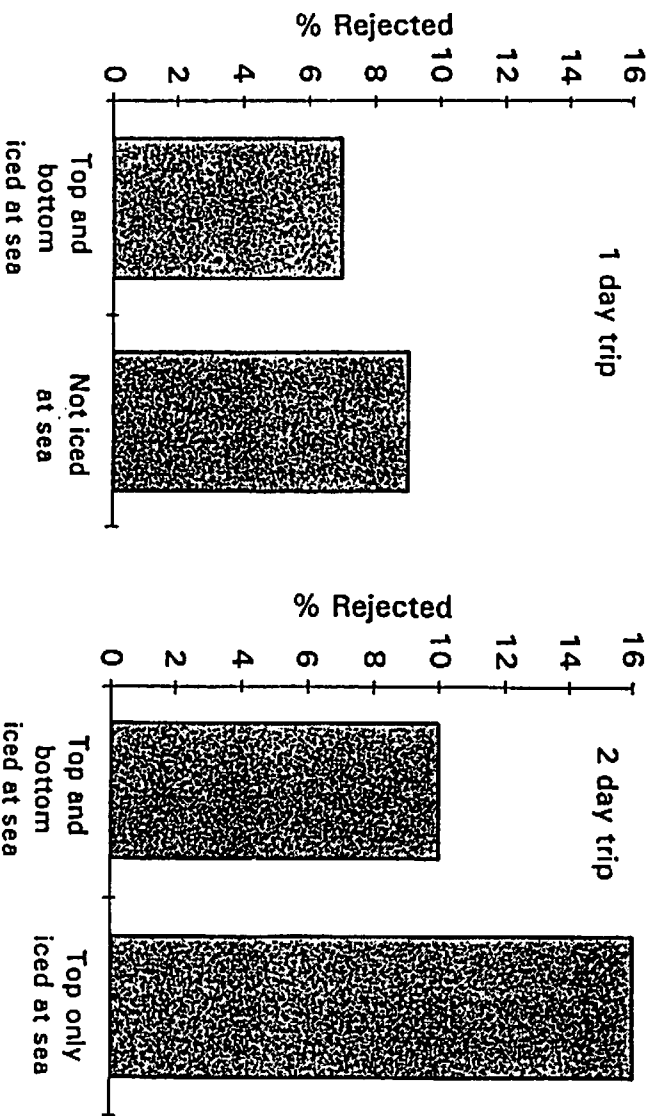 1 day trip
% Rejected
16
14
12
10
8
6
4
2
0
Top and
bottom
iced at sea
Not iced
at sea
2 day trip
% Rejected
16
14
12
10
8
6
4
2
0
Top and
bottom
iced at sea
Top only
iced at sea